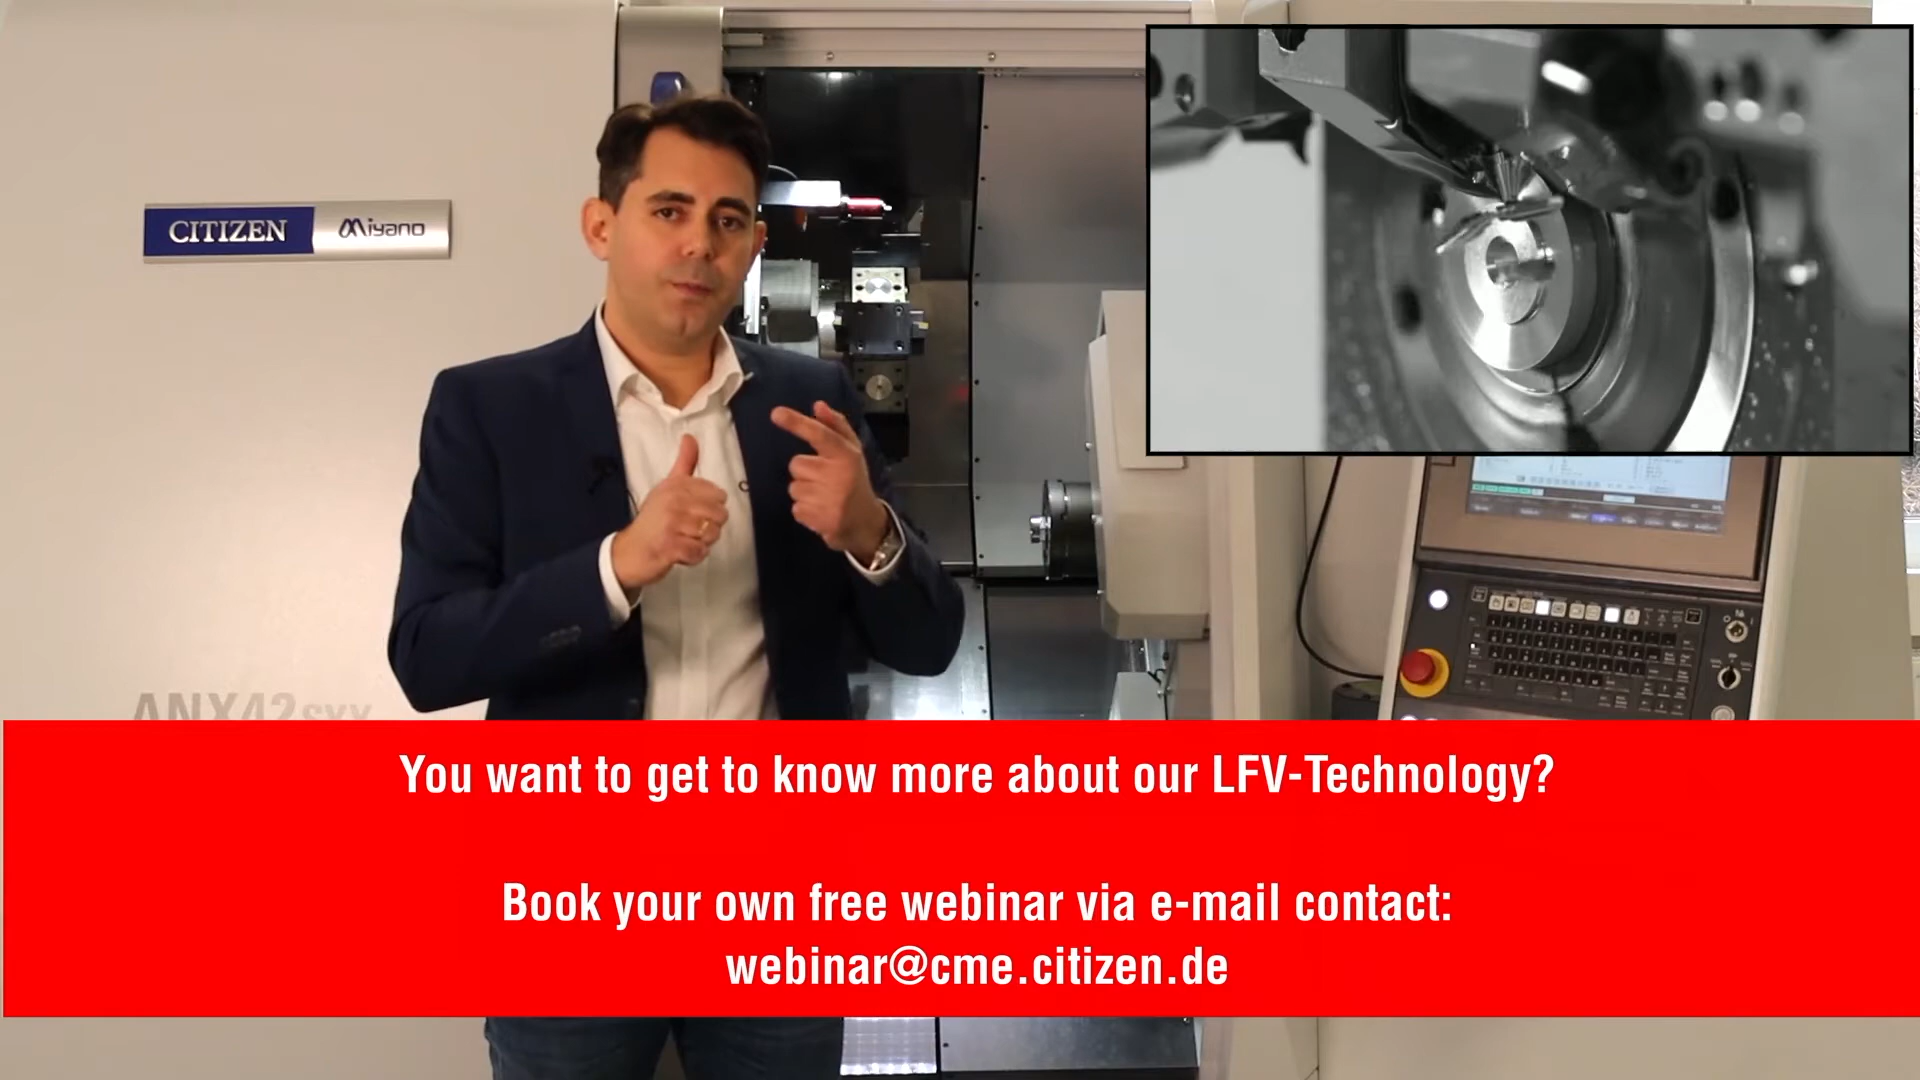 CITIZEN Miyano
ANX42SYY
You want to get to know more about our LFV-Technology?
Book your own free webinar via e-mail contact:
webinar@cme.citizen.de